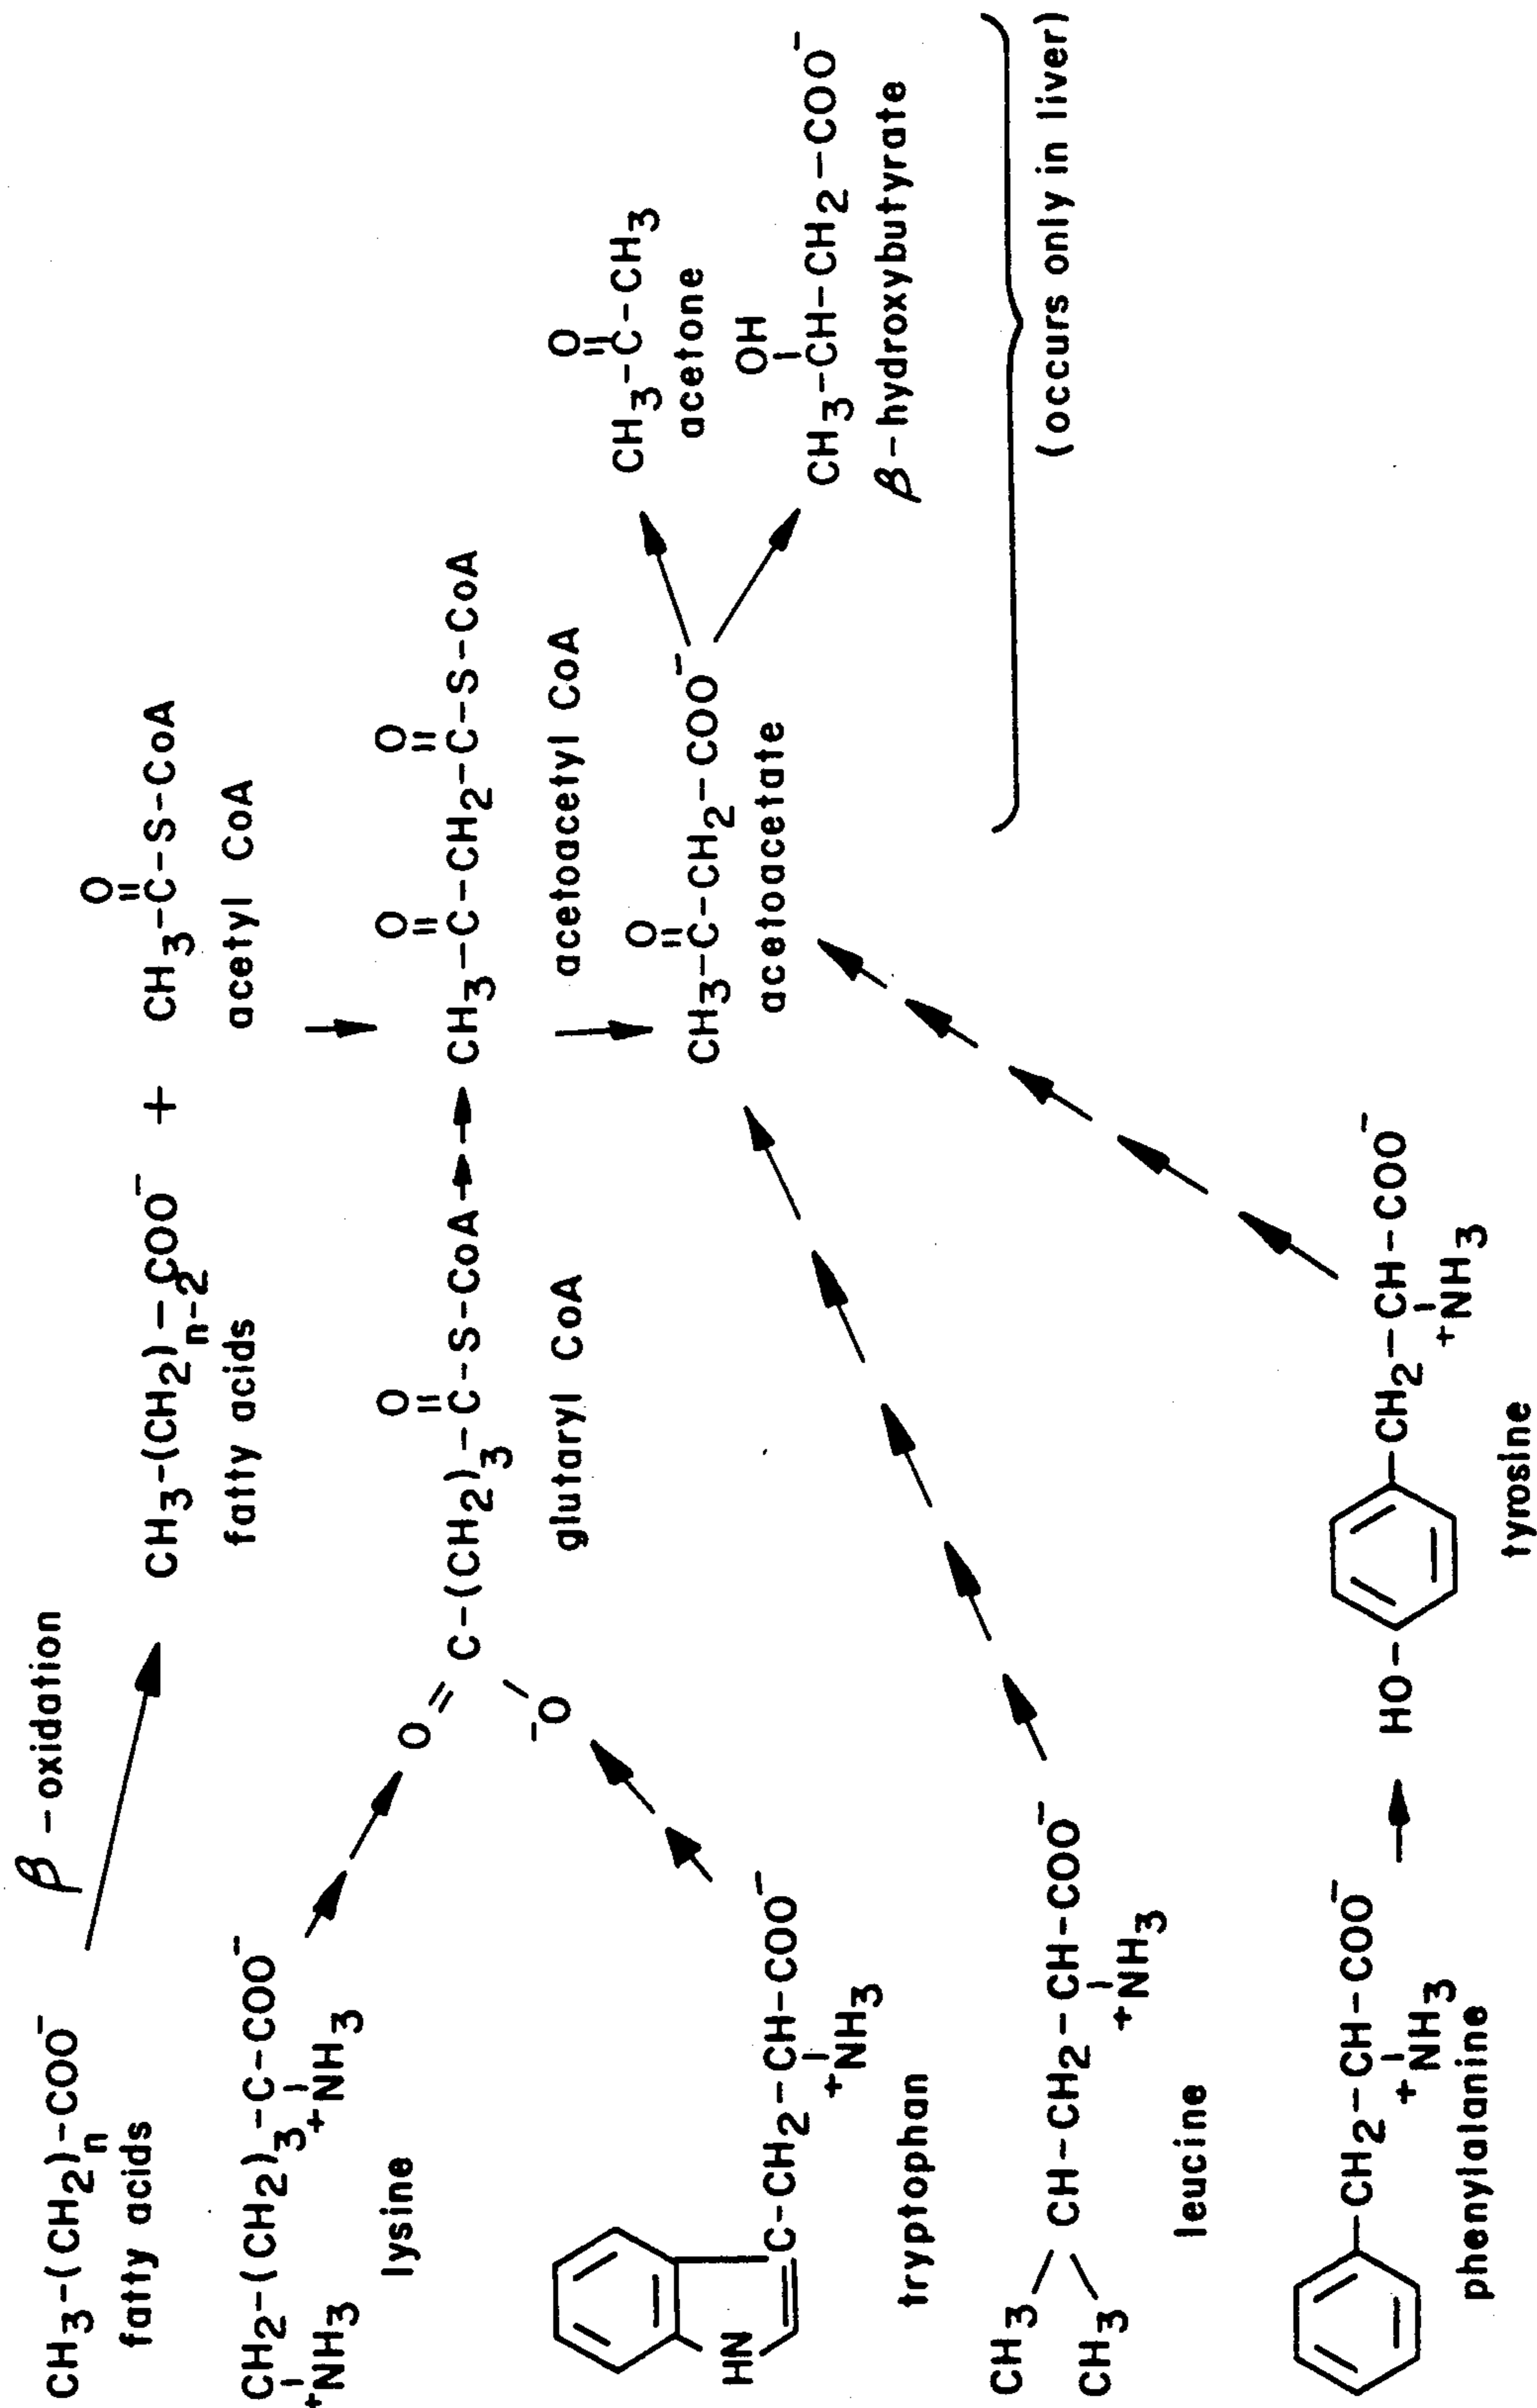 β-oxidation
CH3-(CH2)n-COO-
fatty acids
CH3-(CH2)n-2-COO- + CH3-C-S-CoA
O
fatty acids
acetyl CoA
CH2-(CH2)3-C-COO-
+NH3 +NH3
lysine
O
C-(CH2)3-C-S-CoA
-O
O
glutaryl CoA
CH3-C-CH2-C-S-CoA
O O
acetoacetyl CoA
HN
C-CH2-CH-COO-
+NH3
tryptophan
O
CH3-C-CH2-COO-
acetoacetate
O
CH3-C-CH3
acetone
OH
CH3-CH-CH2-COO-
β-hydroxybutyrate
(occurs only in liver)
CH3
CH3
CH-CH2-CH-COO-
+NH3
leucine
CH2-CH-COO-
+NH3
phenylalanine
HO-
CH2-CH-COO-
+NH3
tyrosine